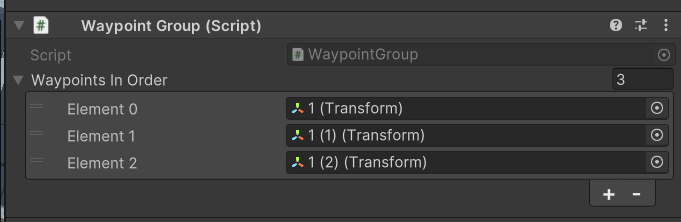 Waypoint Group (Script)
Script WaypointGroup
Waypoints In Order 3
Element 0 1 (Transform)
Element 1 1 (1) (Transform)
Element 2 1 (2) (Transform)
+ -